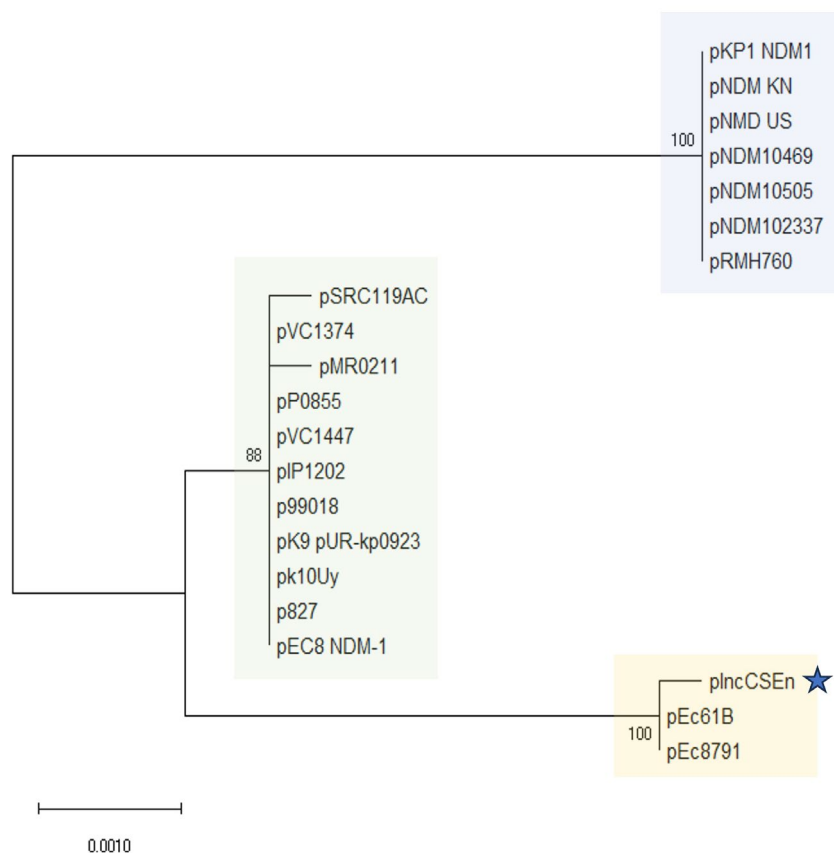 pKP1 NDM1
pNDM KN
pNMD US
100
pNDM10469
pNDM10505
pNDM102337
pRMH760
pSRC119AC
pVC1374
pMR0211
pP0855
pVC1447
88
pIP1202
p99018
pK9 pUR-kp0923
pk10Uy
p827
pEC8 NDM-1
pIncCSEn
pEc61B
100
pEc8791
0.0010